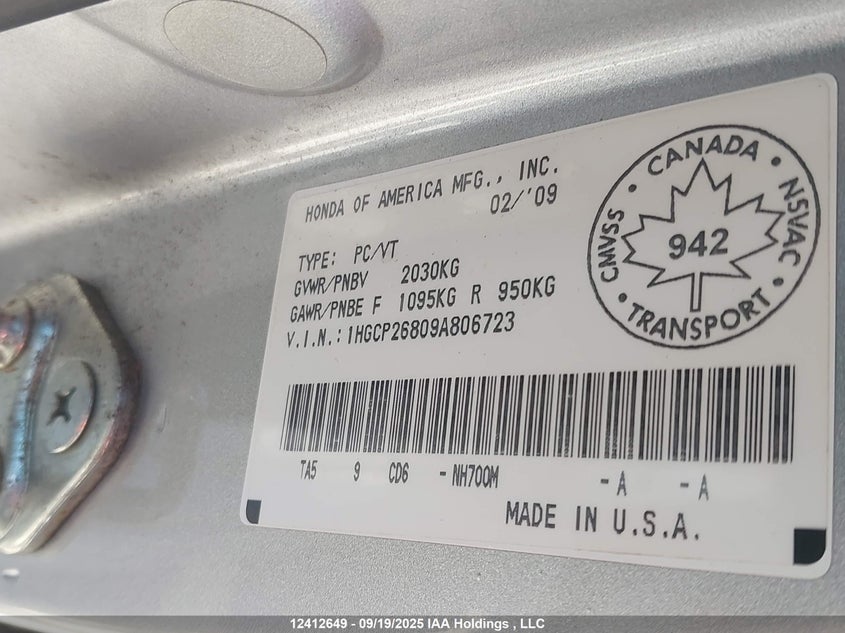 HONDA OF AMERICA MFG., INC.
02/'09
TYPE: PC/VT
GVWR/PNBV 2030KG
GAWR/PNBE F 1095KG R 950KG
V.I.N.:1HGCP26809A806723
CANADA
CMVSS
NSVAC
942
TRANSPORT
TA5 9 CD6 -NH700M -A -A
MADE IN U.S.A.
12412649 - 09/19/2025 IAA Holdings , LLC